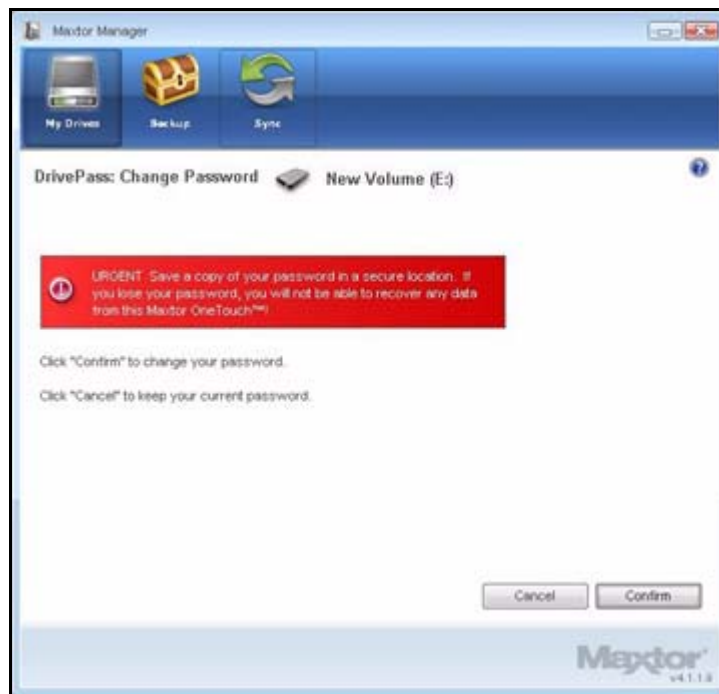 Maxtor Manager
My Drives
Backup
Sync
DrivePass: Change Password New Volume (E:)
URGENT Save a copy of your password in a secure location. If
you lose your password, you will not be able to recover any data
from this Maxtor OneTouch™!
Click "Confirm" to change your password.
Click "Cancel" to keep your current password.
Cancel Confirm
Maxtor